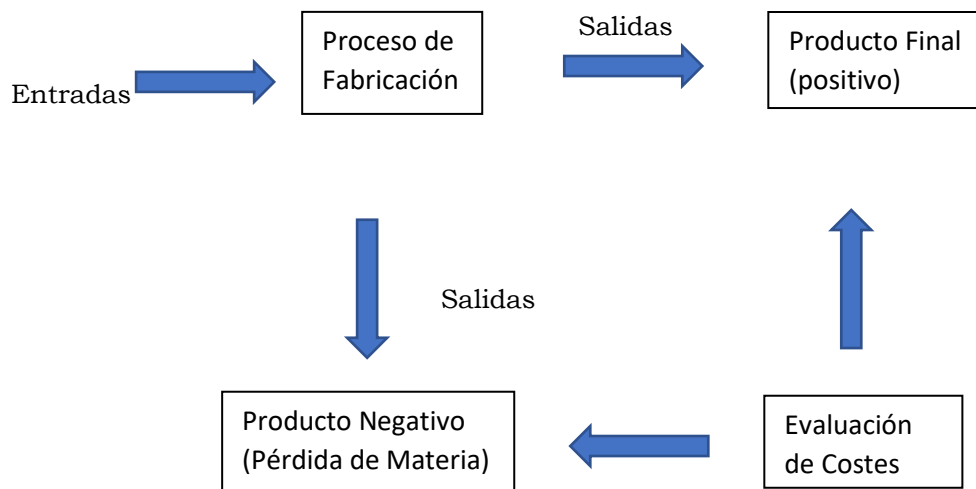 Entradas
Proceso de
Fabricación
Salidas
Producto Final
(positivo)
Salidas
Producto Negativo
(Pérdida de Materia)
Evaluación
de Costes